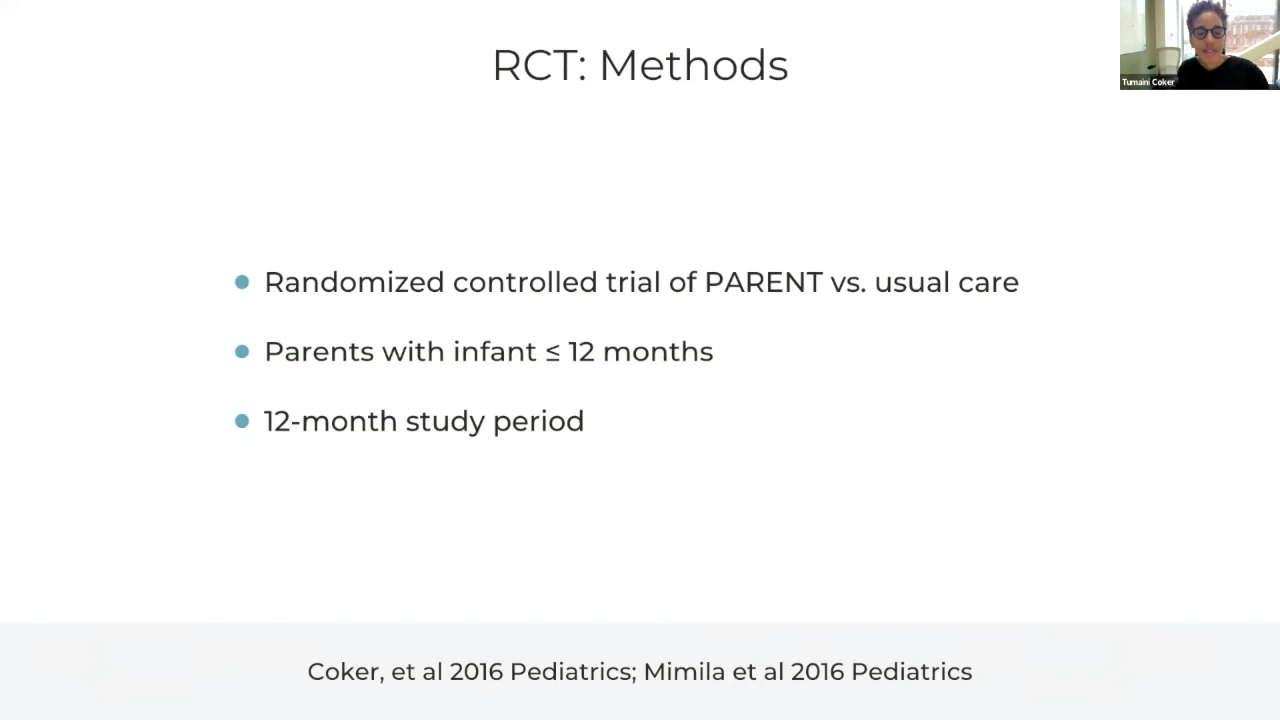 RCT: Methods
Tumaini Coker
Randomized controlled trial of PARENT vs. usual care
Parents with infant ≤ 12 months
12-month study period
Coker, et al 2016 Pediatrics; Mimila et al 2016 Pediatrics